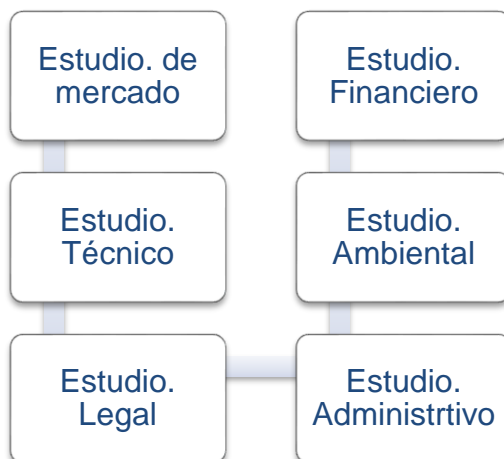 Estudio. de
mercado
Estudio.
Técnico
Estudio.
Legal
Estudio.
Administrtivo
Estudio.
Ambiental
Estudio.
Financiero